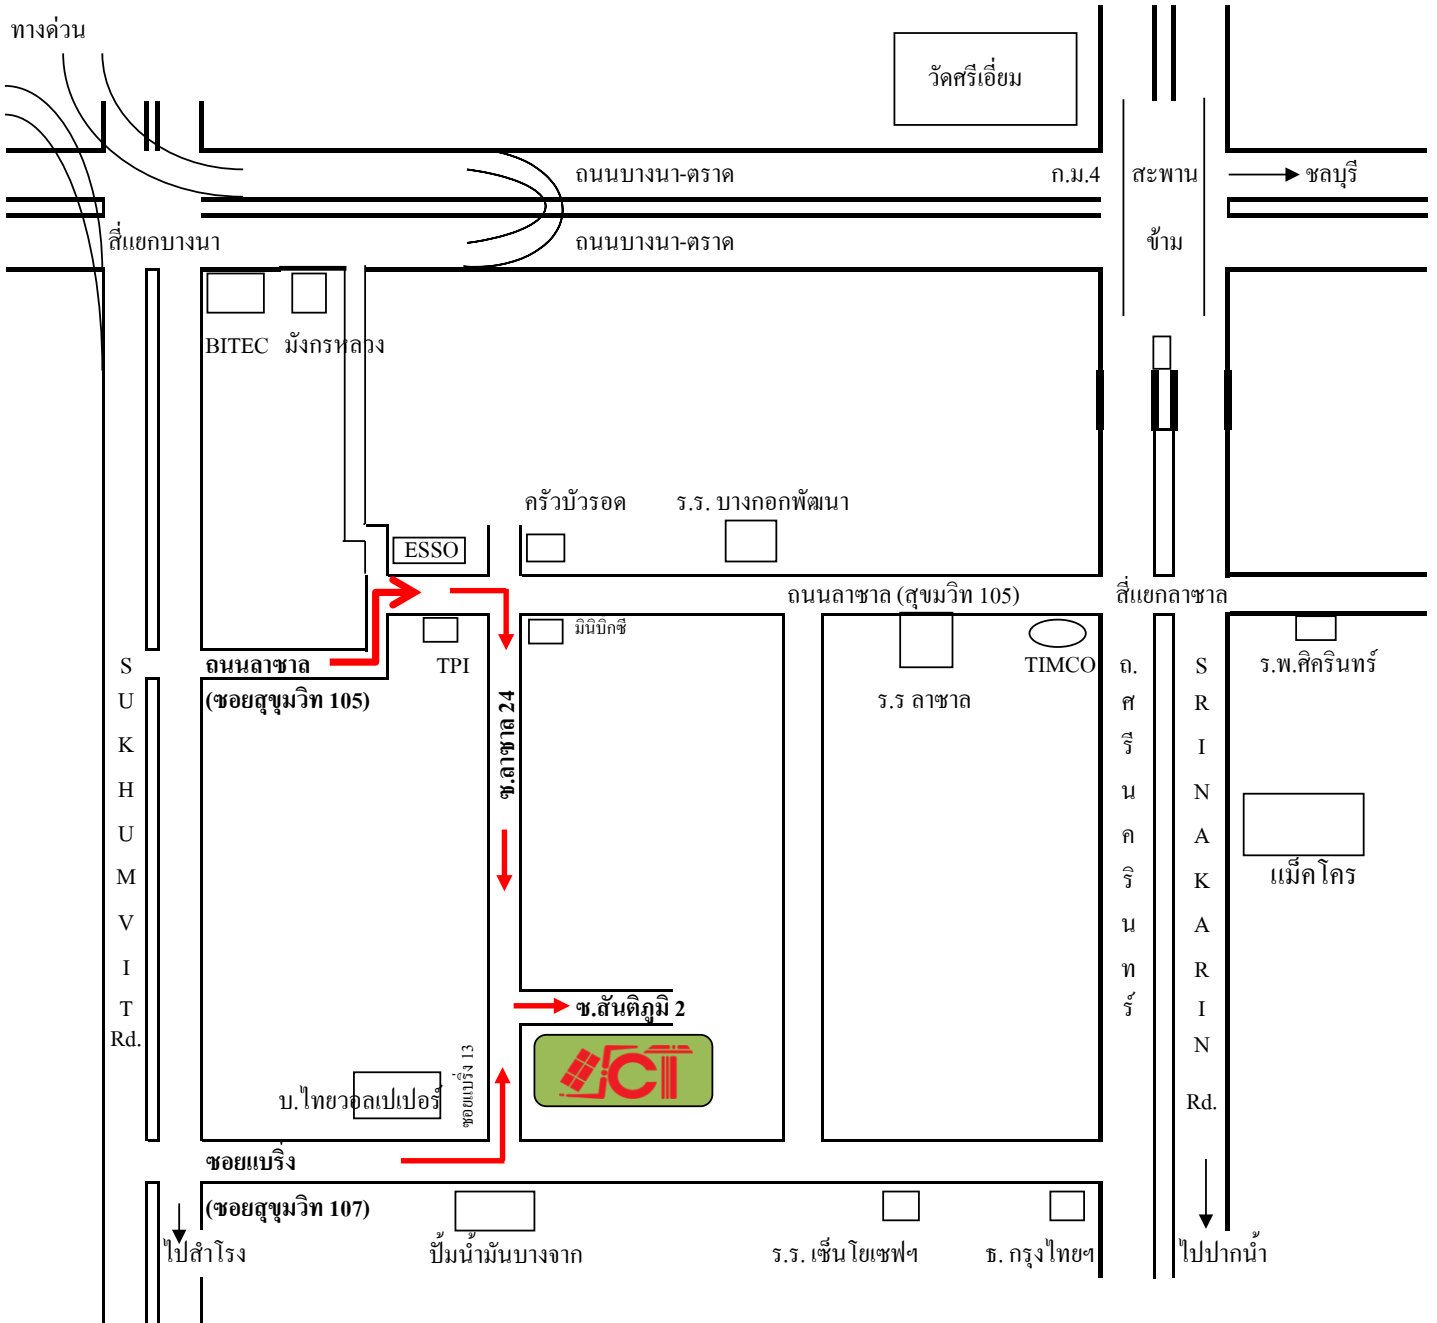 ทางด่วน
วัดศรีเอี่ยม
ถนนบางนา-ตราด
ก.ม.4
สะพาน
ชลบุรี
สี่แยกบางนา
ถนนบางนา-ตราด
ข้าม
BITEC
มังกรหลวง
ครัวบัวรอด
ร.ร. บางกอกพัฒนา
ESSO
ถนนลาซาล (สุขมวิท 105)
สี่แยกลาซาล
มินิบิกซี
ถนนลาซาล
(ซอยสุขุมวิท 105)
TPI
TIMCO
ร.พ.ศิครินทร์
ร.ร ลาซาล
ซ.ลาซาล 24
SUKHUMVIT Rd.
ถ.ศรีนคริินทร์
SRINAKARIN Rd.
แม็คโคร
ซ.สันติภูมิ 2
ICT
ซอยแบริ่ง 13
บ.ไทยวอลเปเปอร์
ซอยแบริ่ง
(ซอยสุขุมวิท 107)
ไปสำโรง
ปั้มน้ำมันบางจาก
ร.ร. เซ็นโยเซฟฯ
ธ. กรุงไทยฯ
ไปปากน้ำ